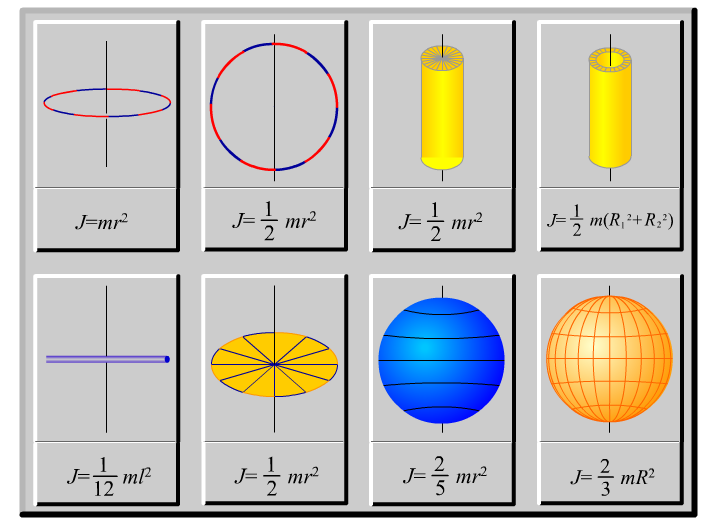 J=mr²
J=1/2 mr²
J=1/2 mr²
J=1/2 m(R₁²+R₂²)
J=1/12 ml²
J=1/2 mr²
J=2/5 mr²
J=2/3 mR²